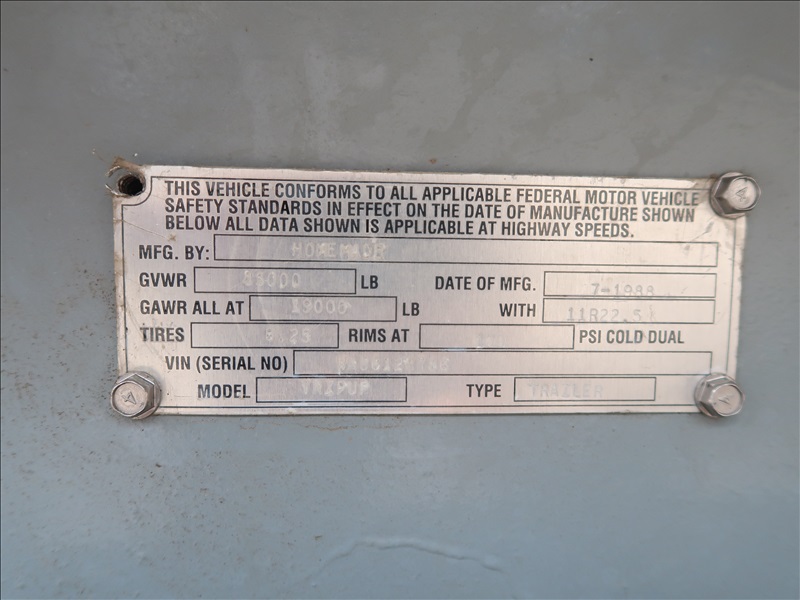 THIS VEHICLE CONFORMS TO ALL APPLICABLE FEDERAL MOTOR VEHICLE
SAFETY STANDARDS IN EFFECT ON THE DATE OF MANUFACTURE SHOWN
BELOW ALL DATA SHOWN IS APPLICABLE AT HIGHWAY SPEEDS.
MFG. BY: HOMEMADE
GVWR LB DATE OF MFG. 7-1988
GAWR ALL AT 19000 LB WITH 11R22.5
TIRES 8.25 RIMS AT PSI COLD DUAL
VIN (SERIAL NO)
MODEL TYPE TRAILER